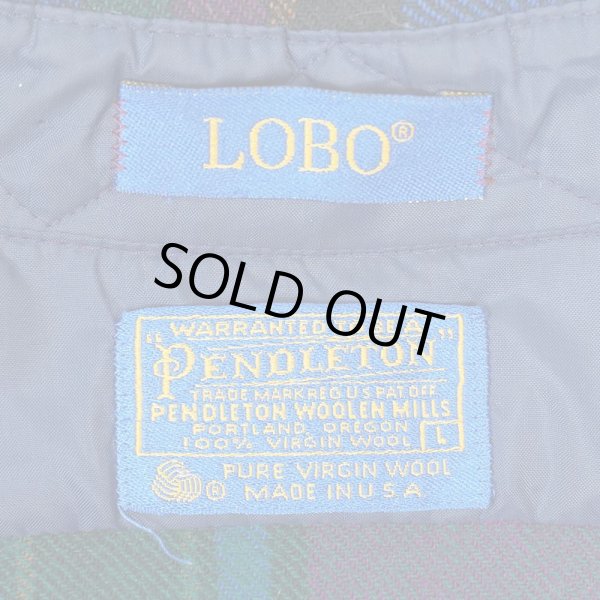 LOBO®
SOLD OUT
WARRANTED TO BE A
"PENDLETON"
TRADE MARK REG U S PAT OFF
PENDLETON WOOLEN MILLS
PORTLAND, OREGON
100% VIRGIN WOOL L
® PURE VIRGIN WOOL
MADE IN U.S.A